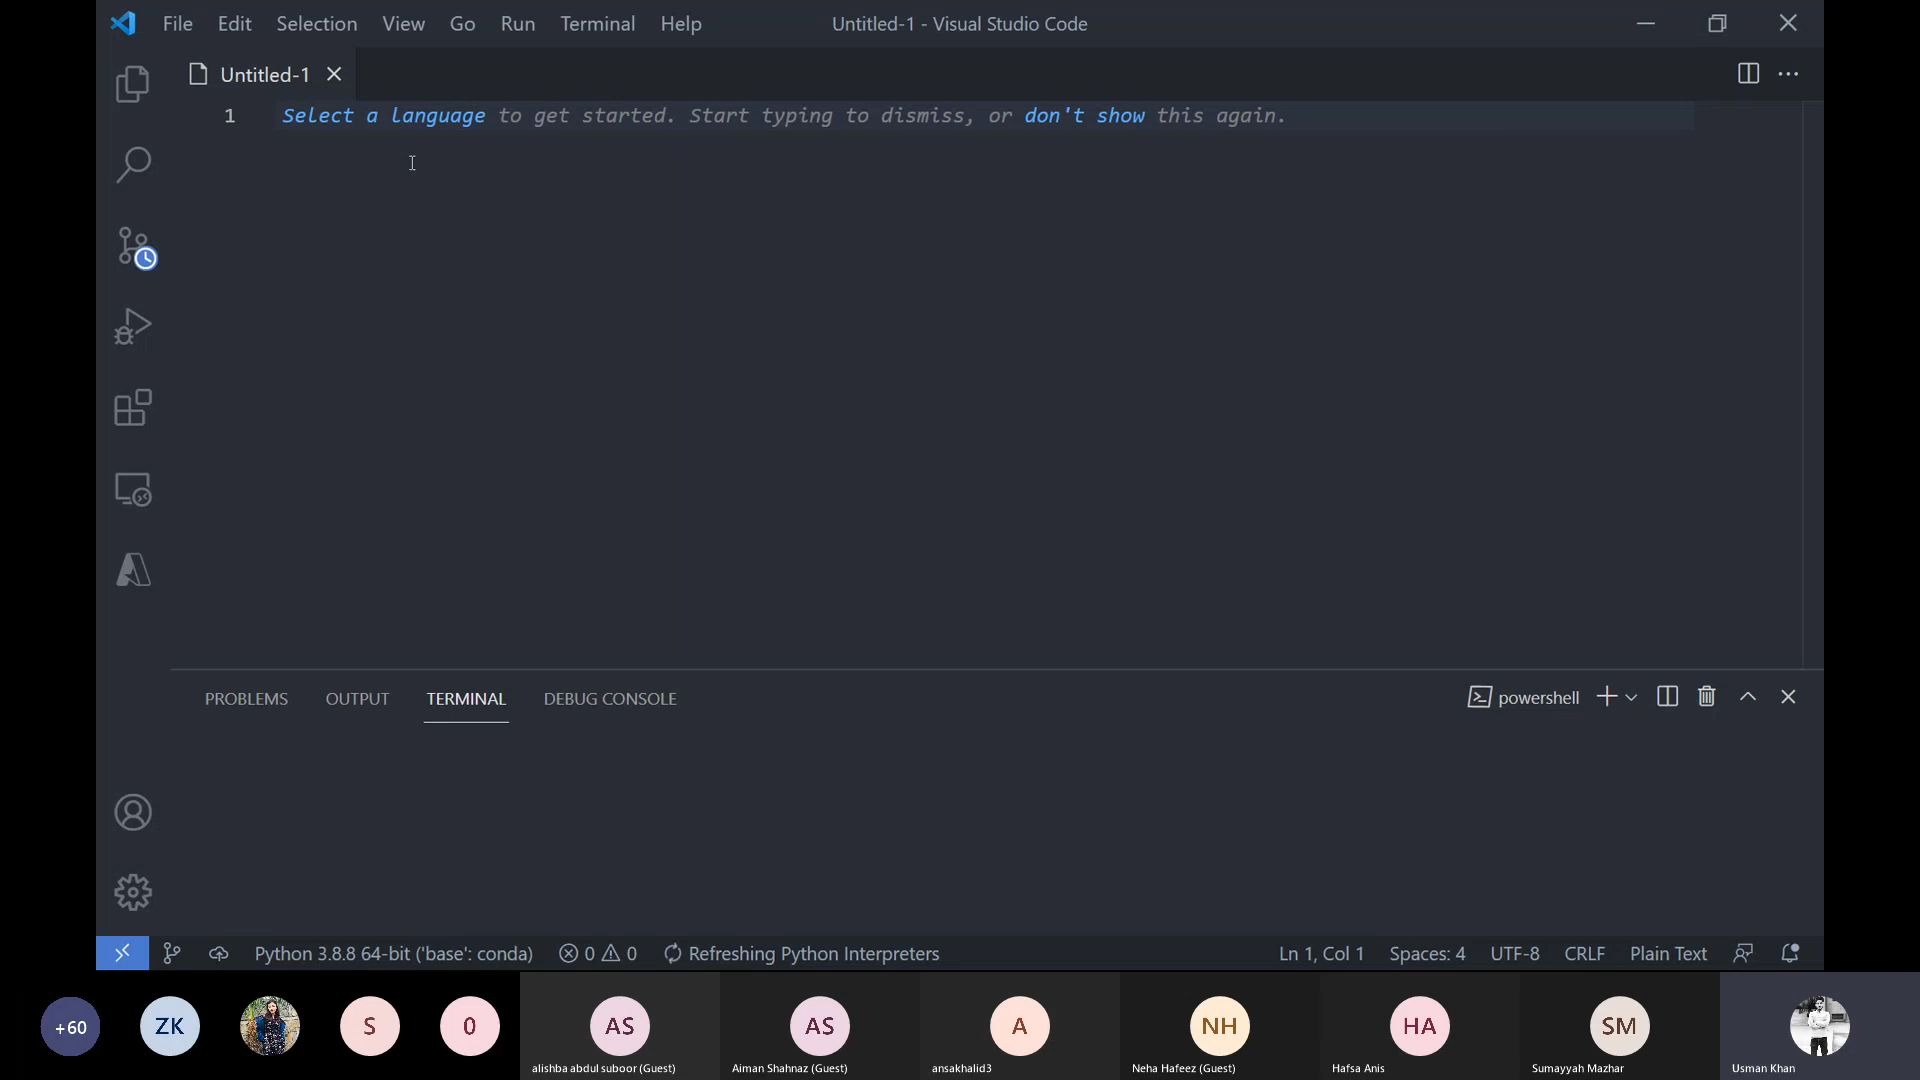 File Edit Selection View Go Run Terminal Help
Untitled-1 - Visual Studio Code
Untitled-1
1 Select a language to get started. Start typing to dismiss, or don't show this again.
PROBLEMS OUTPUT TERMINAL DEBUG CONSOLE
powershell
Python 3.8.8 64-bit ('base': conda) 0 0 Refreshing Python Interpreters
Ln 1, Col 1 Spaces: 4 UTF-8 CRLF Plain Text
+60 ZK S 0 AS AS A NH HA SM
alishba abdul suboor (Guest) Aiman Shahnaz (Guest) ansakhalid3 Neha Hafeez (Guest) Hafsa Anis Sumayyah Mazhar Usman Khan